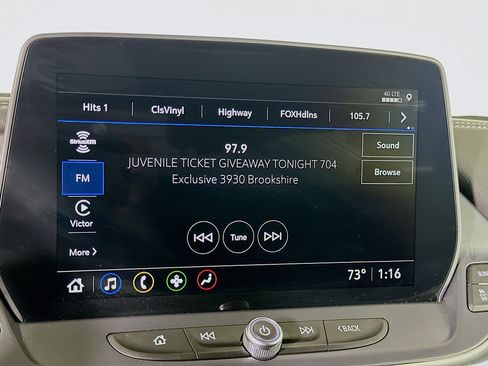 4G LTE
Hits 1 ClsVinyl Highway FOXHdlns 105.7
SiriusXM
97.9
Sound
JUVENILE TICKET GIVEAWAY TONIGHT 704
Exclusive 3930 Brookshire
Browse
FM
Victor
Tune
More
73° 1:16
BACK